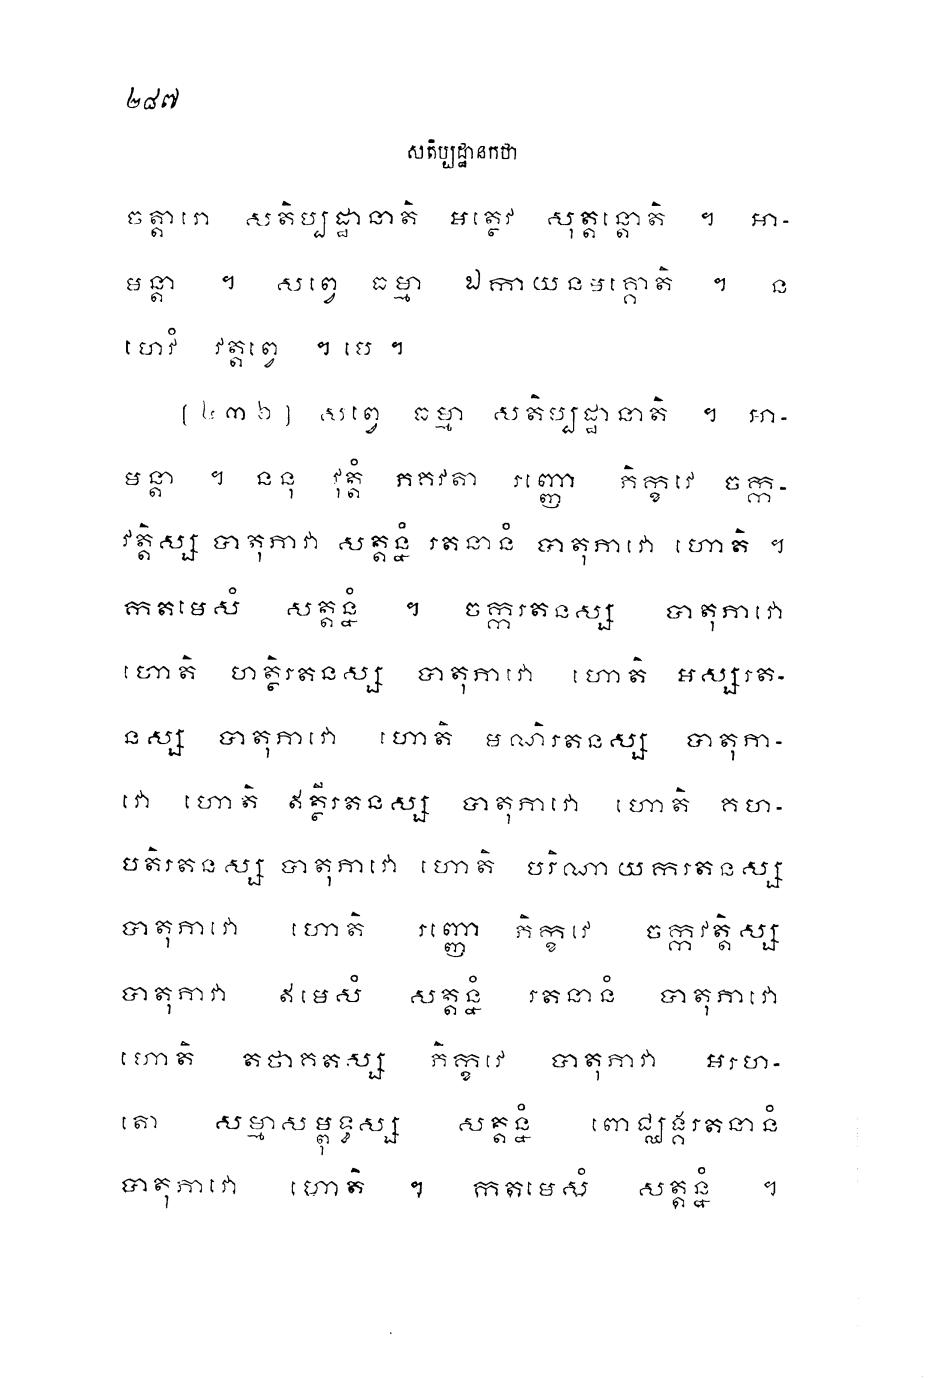 ២៨៧
សតិប្បដ្ឋានកថា
ចត្តារោ សតិប្បដ្ឋានាតិ អត្ថេវ សុត្តន្តោតិ ។ អា-
មន្តា ។ សព្វេ ធម្មា ឯកាយនមគ្គោតិ ។ ន
ហេវំ វត្តព្វេ ។ បេ ។
(៤៣៦) សព្វេ ធម្មា សតិប្បដ្ឋានាតិ ។ អា-
មន្តា ។ ននុ វុត្តំ ភគវតា រញ្ញោ ភិក្ខវេ ចក្ក-
វត្តិស្ស បាតុភាវា សត្តន្នំ រតនានំ បាតុភាវោ ហោតិ ។
កតមេសំ សត្តន្នំ ។ ចក្ករតនស្ស បាតុភាវោ
ហោតិ ហត្ថិរតនស្ស បាតុភាវោ ហោតិ អស្សរត-
នស្ស បាតុភាវោ ហោតិ មណិរតនស្ស បាតុភា-
វោ ហោតិ ឥត្ថីរតនស្ស បាតុភាវោ ហោតិ គហ-
បតិរតនស្ស បាតុភាវោ ហោតិ បរិណាយករតនស្ស
បាតុភាវោ ហោតិ រញ្ញោ ភិក្ខវេ ចក្កវត្តិស្ស
បាតុភាវា ឥមេសំ សត្តន្នំ រតនានំ បាតុភាវោ
ហោតិ តថាគតស្ស ភិក្ខវេ បាតុភាវា អរហ-
តោ សម្មាសម្ពុទ្ធស្ស សត្តន្នំ ពោជ្ឈង្គរតនានំ
បាតុភាវោ ហោតិ ។ កតមេសំ សត្តន្នំ ។